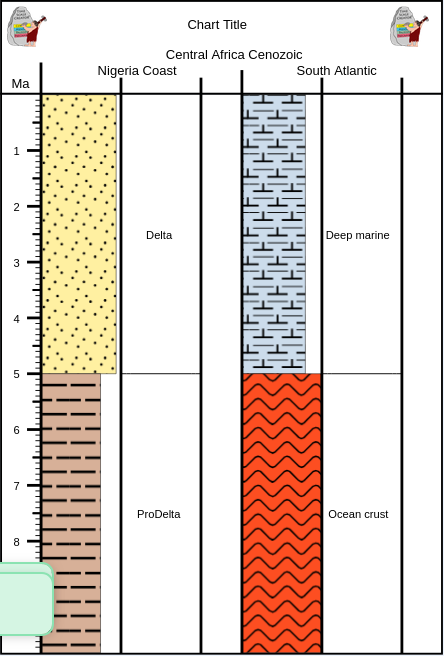 Chart Title
Central Africa Cenozoic
Nigeria Coast
South Atlantic
Ma
1
2
Delta
Deep marine
3
4
5
6
7
ProDelta
Ocean crust
8